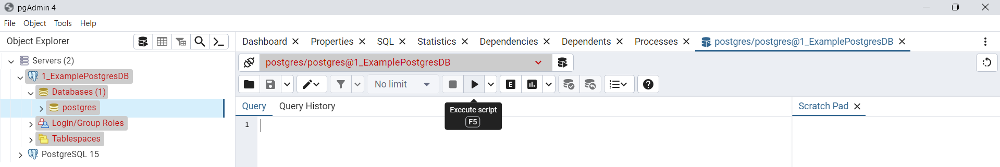 pgAdmin 4
File Object Tools Help
Object Explorer
Dashboard Properties SQL Statistics Dependencies Dependents Processes postgres/postgres@1_ExamplePostgresDB
Servers (2)
1_ExamplePostgresDB
Databases (1)
postgres
Login/Group Roles
Tablespaces
PostgreSQL 15
postgres/postgres@1_ExamplePostgresDB
No limit
E
Execute script
F5
Query Query History
Scratch Pad
1